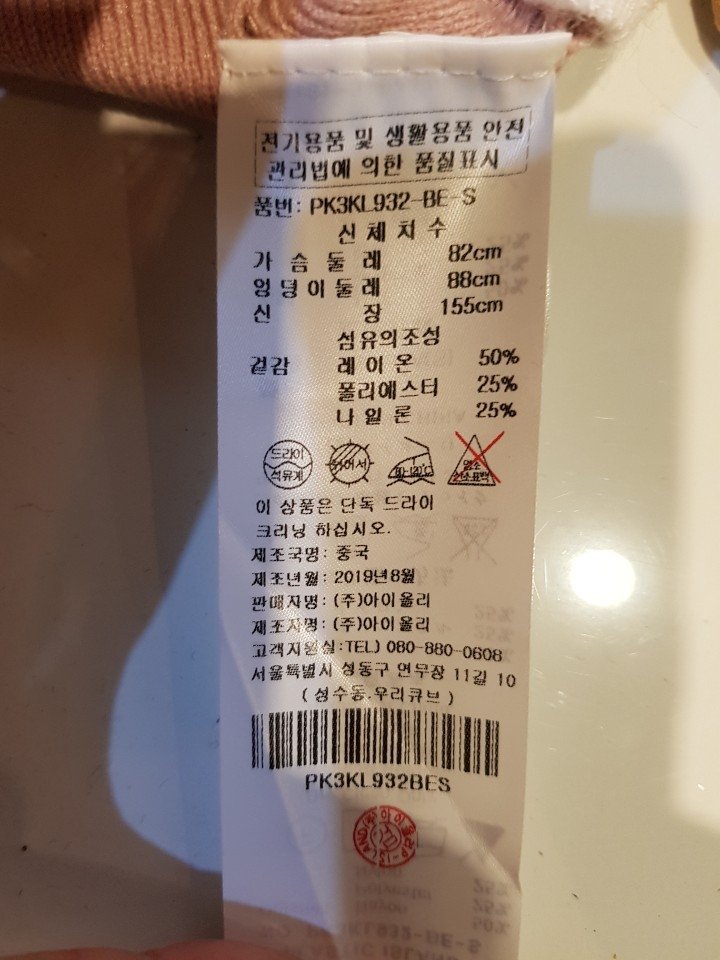 전기용품 및 생활용품 안전
관리법에 의한 품질표시
품번: PK3KL932-BE-S
신체치수
가슴둘레 82cm
엉덩이둘레 88cm
신장 155cm
섬유의조성
겉감 레이온 50%
폴리에스터 25%
나일론 25%
드라이
석유계
80-120℃
염소
산소표백
이 상품은 단독 드라이
크리닝 하십시오.
제조국명: 중국
제조년월: 2019년8월
판매자명: (주)아이올리
제조자명: (주)아이올리
고객지원실:TEL) 080-880-0608
서울특별시 성동구 연무장 11길 10
(성수동,우리큐브)
PK3KL932BES